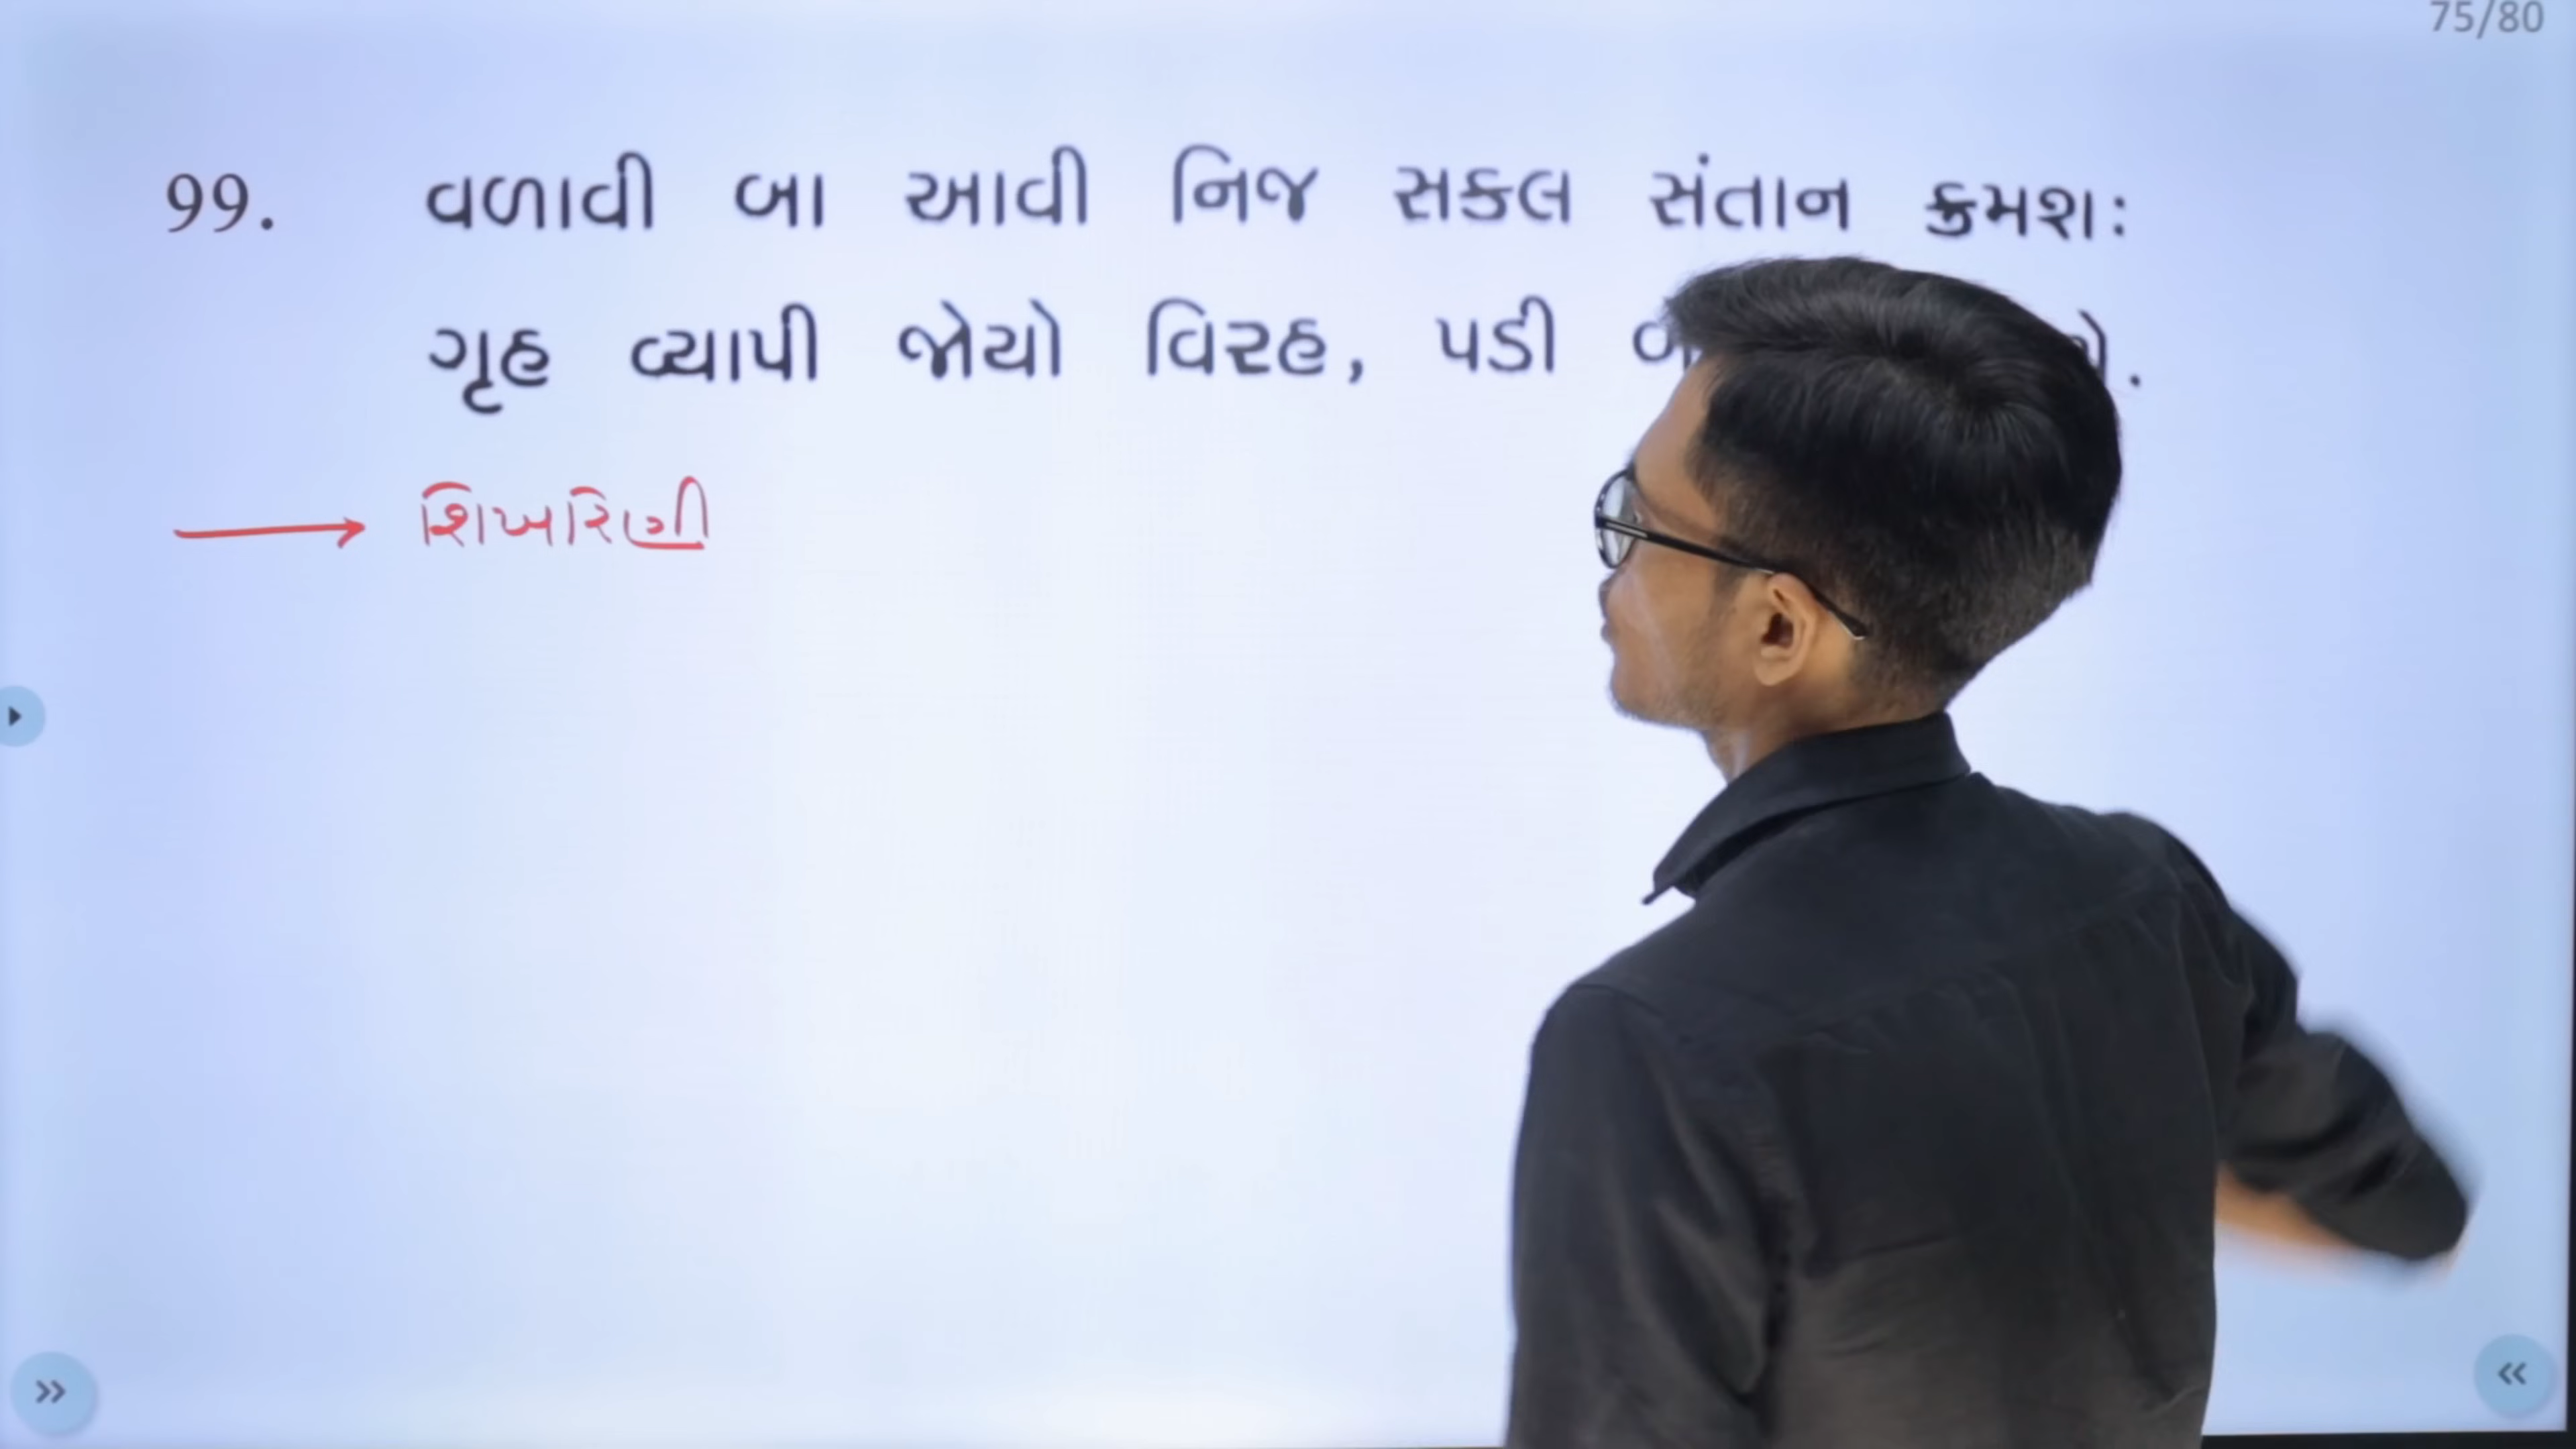 75/80
99. વળાવી બા આવી નિજ સકલ સંતાન ક્રમશઃ
ગૃહ વ્યાપી જોયો વિરહ, પડી
શિખરિણી